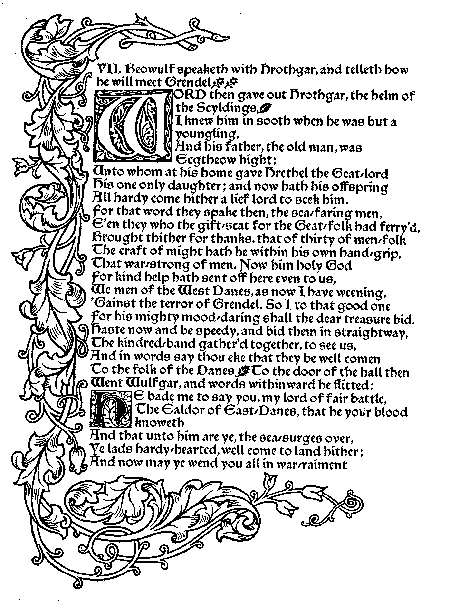 VII. Beowulf speaketh with Hrothgar, and telleth how
he will meet Grendel.
WORD then gave out Hrothgar, the helm of
the Scyldings,
I knew him in sooth when he was but a
youngling,
And his father, the old man, was
Ecgtheow hight;
Unto whom at his home gave Hrethel the Geat-lord
His one only daughter; and now hath his offspring
All hardy come hither a lief lord to seek him.
For that word they spake then, the sea-faring men,
E'en they who the gift-seat for the Geat-folk had ferry'd,
Brought thither for thanks, that of thirty of men-folk
The craft of might hath he within his own hand-grip,
That war-strong of men. Now him holy God
For kind help hath sent off here even to us,
We men of the West Danes, as now I have weening,
'Gainst the terror of Grendel. So I to that good one
For his mighty mood-daring shall the dear treasure bid.
Haste now and be speedy, and bid them in straightway,
The kindred-band gather'd together, to see us,
And in words say thou eke that they be well comen
To the folk of the Danes. To the door of the hall then
Went Wulfgar, and words withinward he flitted:
HE bade me to say you, my lord of fair battle,
The Ealdor of East-Danes, that he your blood
knoweth
And that unto him are ye, the sea-surges over,
Ye lads hardy-hearted, well come to land hither;
And now may ye wend you all in war-raiment